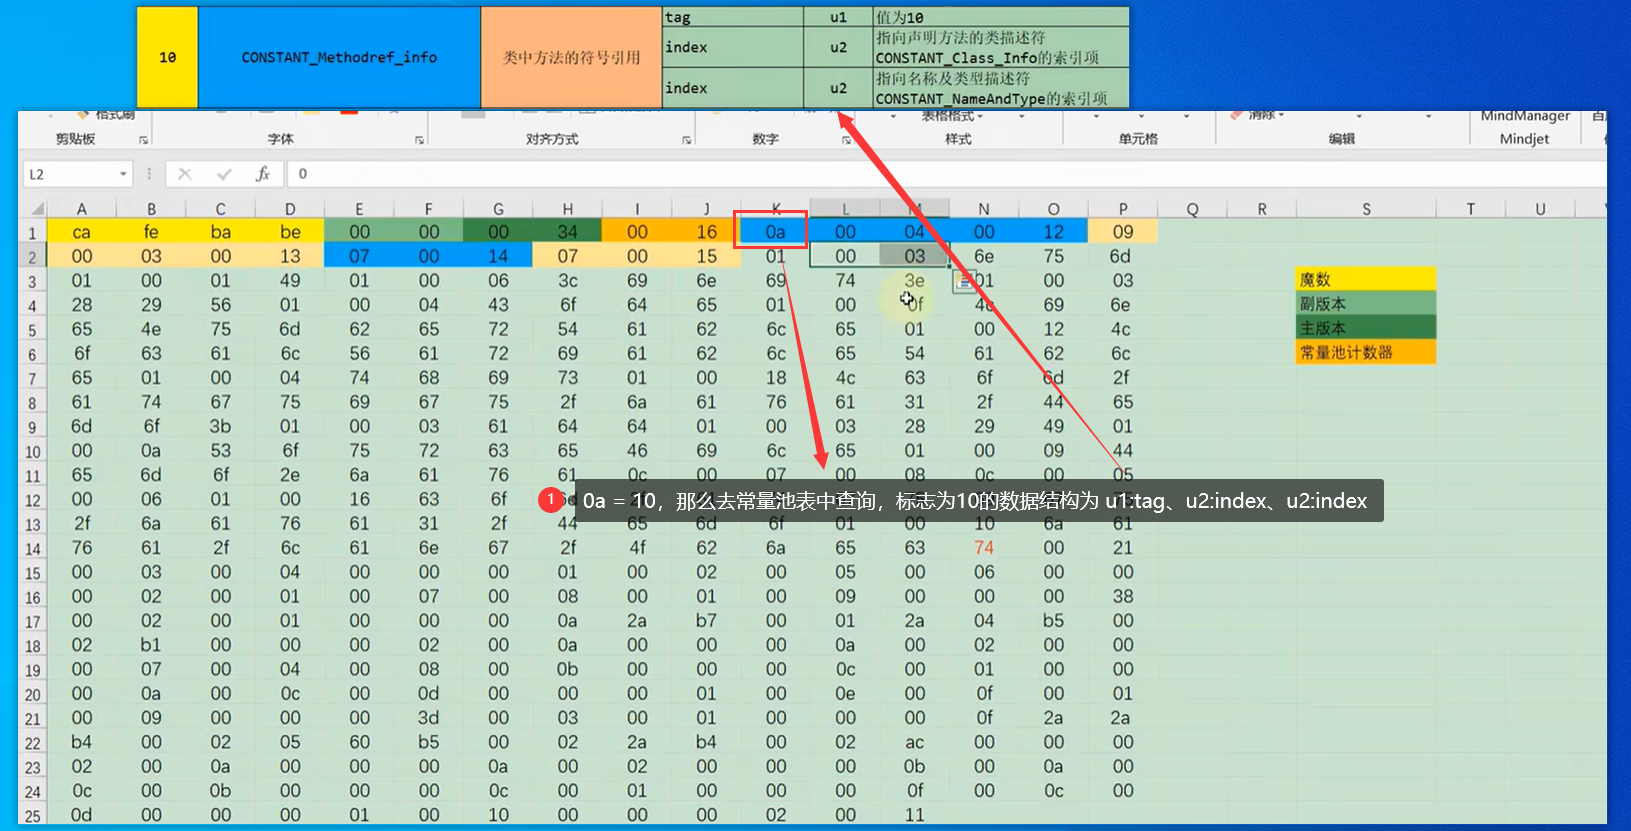 10 CONSTANT_Methodref_info 类中方法的符号引用
tag u1 值为10
index u2 指向声明方法的类描述符
CONSTANT_Class_Info的索引项
index u2 指向名称及类型描述符
CONSTANT_NameAndType的索引项
格式刷 表格格式 清除 MindManager
剪贴板 字体 对齐方式 数字 样式 单元格 编辑 Mindjet
L2 fx 0
A B C D E F G H I J K L M N O P Q R S T U
1 ca fe ba be 00 00 00 34 00 16 0a 00 04 00 12 09
2 00 03 00 13 07 00 14 07 00 15 01 00 03 6e 75 6d
3 01 00 01 49 01 00 06 3c 69 6e 69 74 3e 01 00 03 魔数
4 28 29 56 01 00 04 43 6f 64 65 01 00 0f 4c 69 6e 副版本
5 65 4e 75 6d 62 65 72 54 61 62 6c 65 01 00 12 4c 主版本
6 6f 63 61 6c 56 61 72 69 61 62 6c 65 54 61 62 6c 常量池计数器
7 65 01 00 04 74 68 69 73 01 00 18 4c 63 6f 6d 2f
8 61 74 67 75 69 67 75 2f 6a 61 76 61 31 2f 44 65
9 6d 6f 3b 01 00 03 61 64 64 01 00 03 28 29 49 01
10 00 0a 53 6f 75 72 63 65 46 69 6c 65 01 00 09 44
11 65 6d 6f 2e 6a 61 76 61 0c 00 07 00 08 0c 00 05
12 00 06 01 00 16 63 6f
1 0a = 10，那么去常量池表中查询，标志为10的数据结构为 u1:tag、u2:index、u2:index
13 2f 6a 61 76 61 31 2f 44 65 6d 6f 01 00 10 6a 61
14 76 61 2f 6c 61 6e 67 2f 4f 62 6a 65 63 74 00 21
15 00 03 00 04 00 00 00 01 00 02 00 05 00 06 00 00
16 00 02 00 01 00 07 00 08 00 01 00 09 00 00 00 38
17 00 02 00 01 00 00 00 0a 2a b7 00 01 2a 04 b5 00
18 02 b1 00 00 00 02 00 0a 00 00 00 0a 00 02 00 00
19 00 07 00 04 00 08 00 0b 00 00 00 0c 00 01 00 00
20 00 0a 00 0c 00 0d 00 00 00 01 00 0e 00 0f 00 01
21 00 09 00 00 00 3d 00 03 00 01 00 00 00 0f 2a 2a
22 b4 00 02 05 60 b5 00 02 2a b4 00 02 ac 00 00 00
23 02 00 0a 00 00 00 0a 00 02 00 00 00 0b 00 0a 00
24 0c 00 0b 00 00 00 0c 00 01 00 00 00 0f 00 0c 00
25 0d 00 00 00 01 00 10 00 00 00 02 00 11